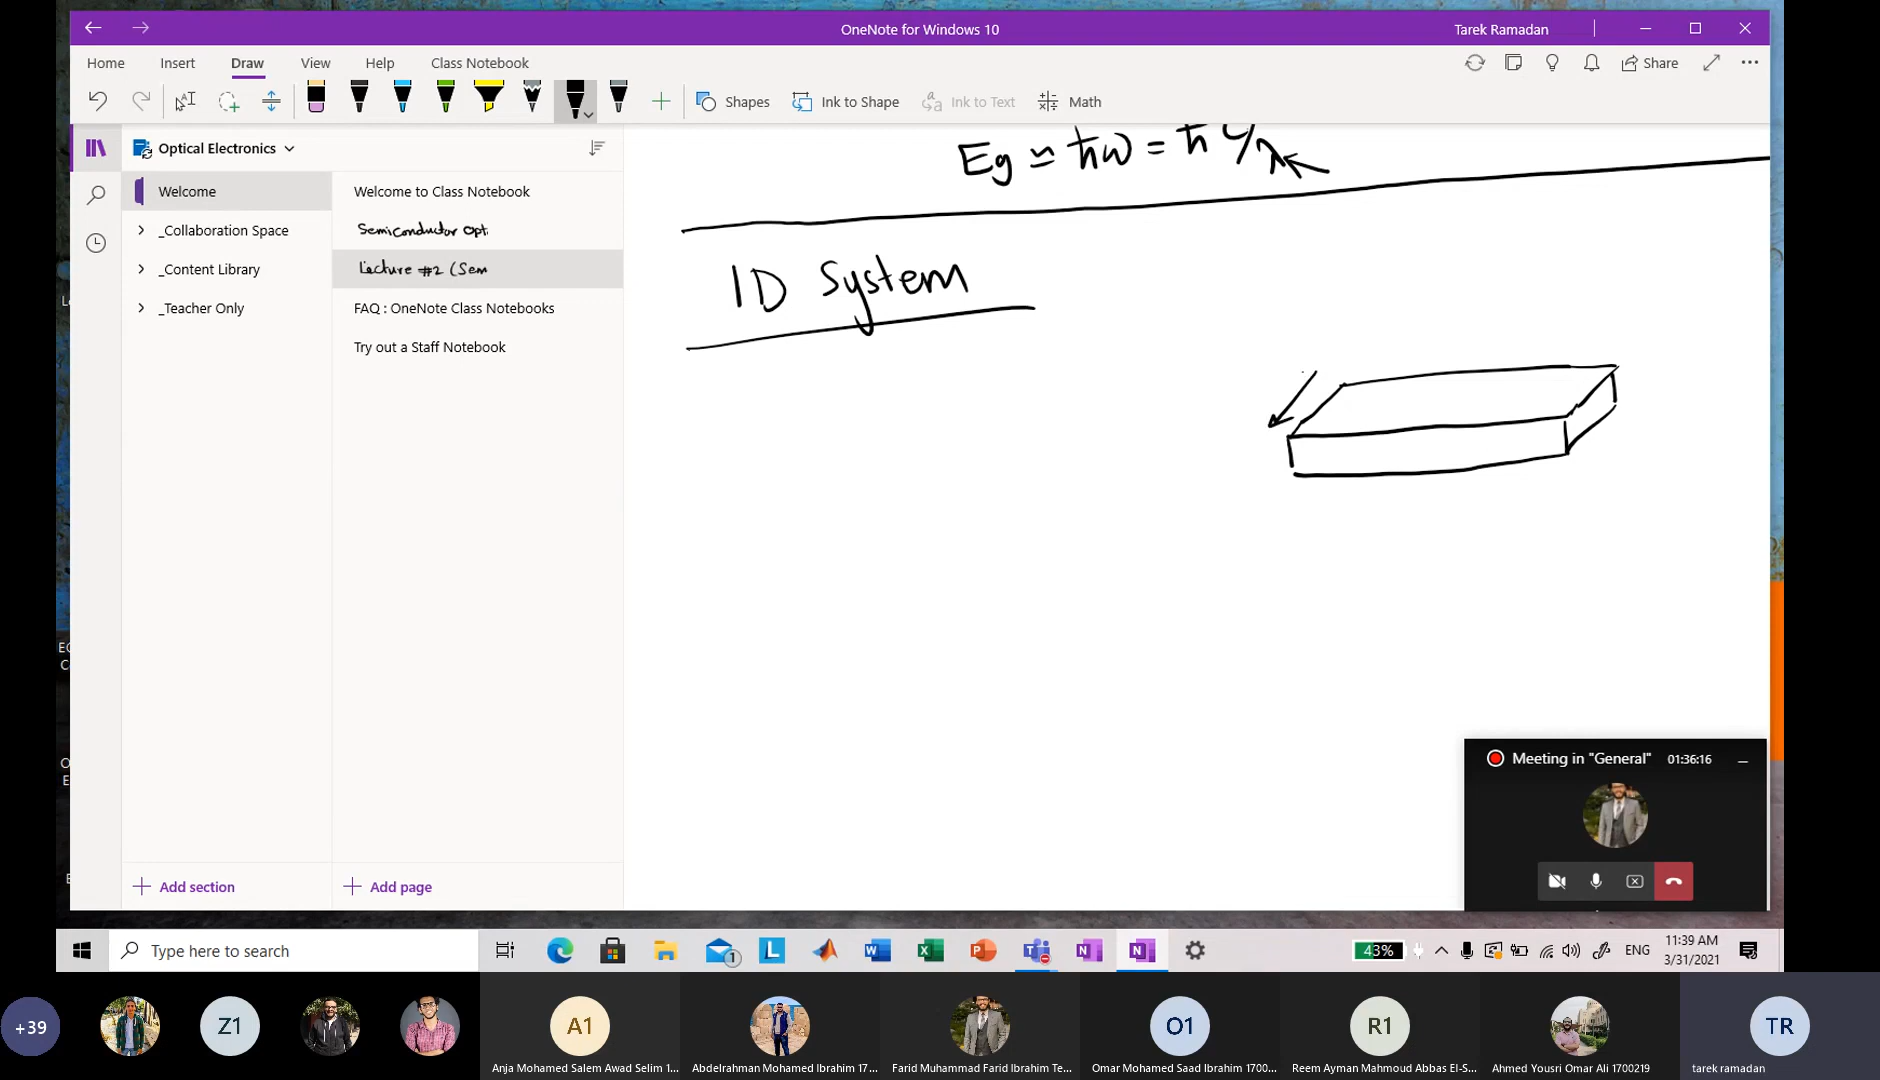 OneNote for Windows 10
Tarek Ramadan
Home Insert Draw View Help Class Notebook
Share
Shapes Ink to Shape Ink to Text Math
Optical Electronics
Welcome
_Collaboration Space
_Content Library
_Teacher Only
Welcome to Class Notebook
Semiconductor opti
Lecture #2 (Sem
FAQ : OneNote Class Notebooks
Try out a Staff Notebook
Eg ≃ ħω = ħ c/λ
1D System
Add section
Add page
Meeting in "General" 01:36:16
Type here to search
1
43%
ENG
11:39 AM
3/31/2021
+39
Z1
A1
O1
R1
TR
Anja Mohamed Salem Awad Selim 1...
Abdelrahman Mohamed Ibrahim 17...
Farid Muhammad Farid Ibrahim Te...
Omar Mohamed Saad Ibrahim 1700...
Reem Ayman Mahmoud Abbas El-S...
Ahmed Yousri Omar Ali 1700219
tarek ramadan